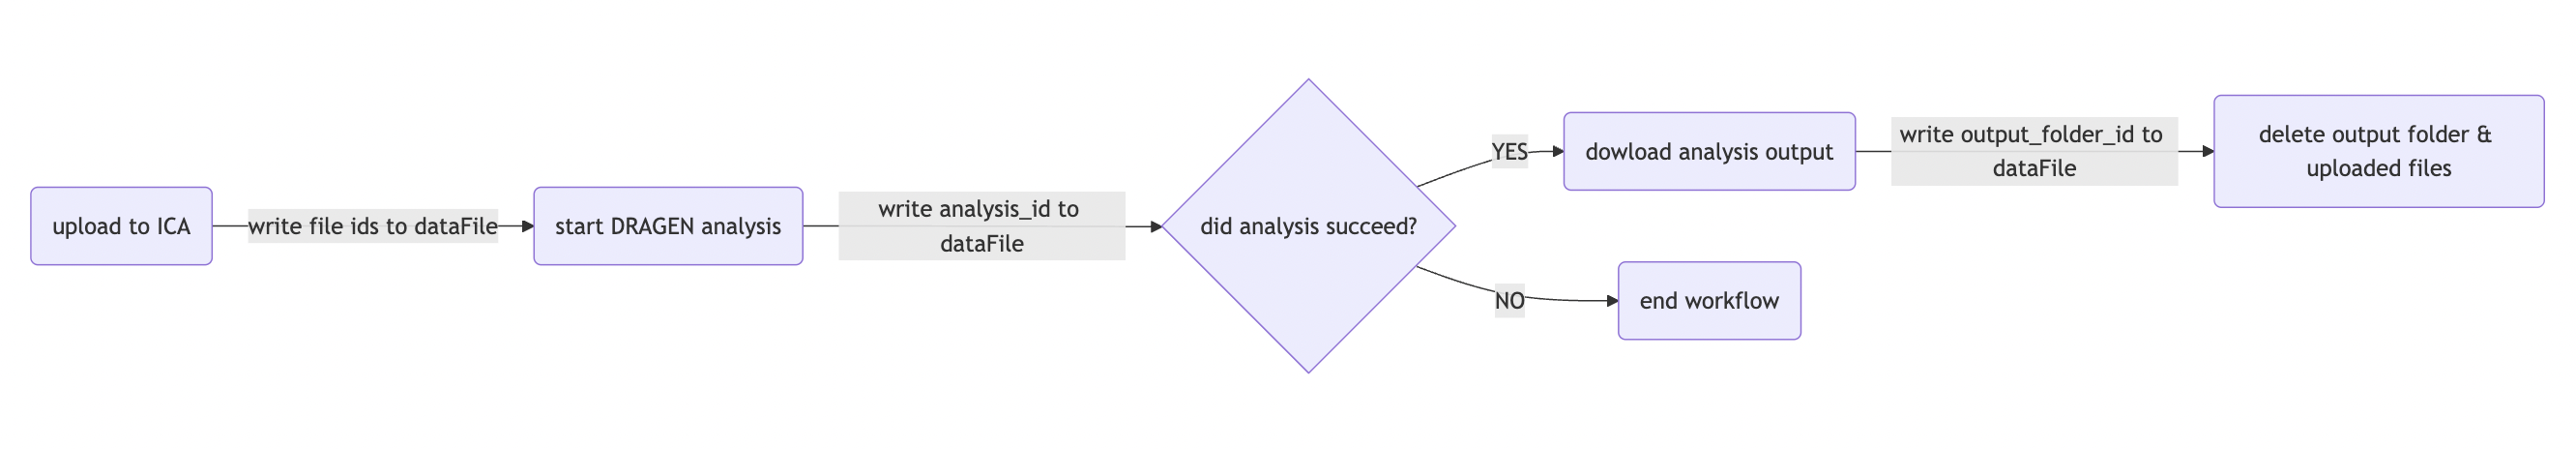 upload to ICA
write file ids to dataFile
start DRAGEN analysis
write analysis_id to
dataFile
did analysis succeed?
YES
dowload analysis output
write output_folder_id to
dataFile
delete output folder &
uploaded files
NO
end workflow